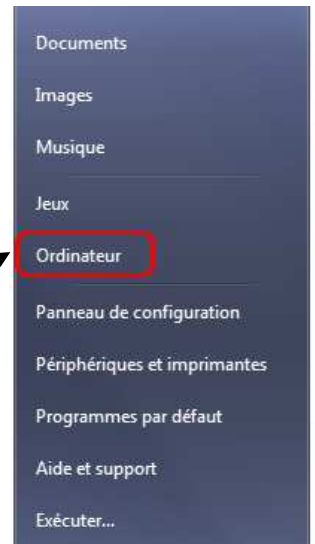 Documents
Images
Musique
Jeux
Ordinateur
Panneau de configuration
Périphériques et imprimantes
Programmes par défaut
Aide et support
Exécuter...